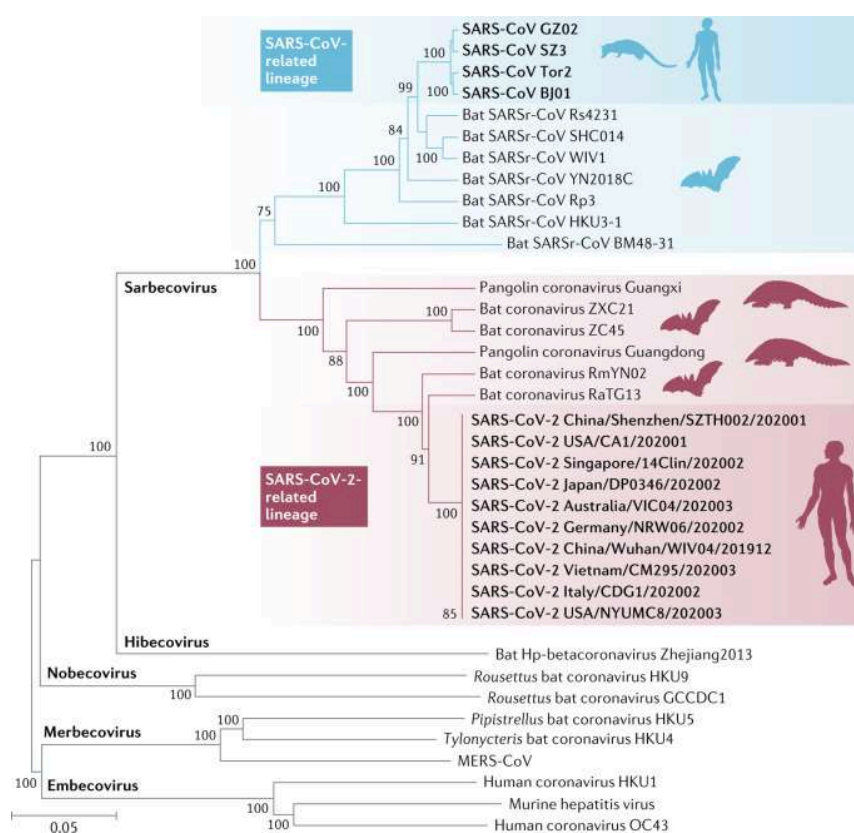 SARS-CoV-
related
lineage
100
SARS-CoV GZ02
SARS-CoV SZ3
SARS-CoV Tor2
100
SARS-CoV BJ01
99
Bat SARSr-CoV Rs4231
84
Bat SARSr-CoV SHC014
100
Bat SARSr-CoV WIV1
100
Bat SARSr-CoV YN2018C
100
Bat SARSr-CoV Rp3
75
Bat SARSr-CoV HKU3-1
Bat SARSr-CoV BM48-31
100
Sarbecovirus
Pangolin coronavirus Guangxi
100
Bat coronavirus ZXC21
100
Bat coronavirus ZC45
88
Pangolin coronavirus Guangdong
100
Bat coronavirus RmYN02
Bat coronavirus RaTG13
100
SARS-CoV-2 China/Shenzhen/SZTH002/202001
100
SARS-CoV-2 USA/CA1/202001
91
SARS-CoV-2 Singapore/14Clin/202002
SARS-CoV-2-
related
lineage
SARS-CoV-2 Japan/DP0346/202002
SARS-CoV-2 Australia/VIC04/202003
100
SARS-CoV-2 Germany/NRW06/202002
SARS-CoV-2 China/Wuhan/WIV04/201912
SARS-CoV-2 Vietnam/CM295/202003
SARS-CoV-2 Italy/CDG1/202002
85
SARS-CoV-2 USA/NYUMC8/202003
Hibecovirus
Bat Hp-betacoronavirus Zhejiang2013
Nobecovirus
Rousettus bat coronavirus HKU9
100
Rousettus bat coronavirus GCCDC1
Merbecovirus
100
Pipistrellus bat coronavirus HKU5
100
Tylonycteris bat coronavirus HKU4
MERS-CoV
100
Embecovirus
Human coronavirus HKU1
100
Murine hepatitis virus
100
Human coronavirus OC43
0.05